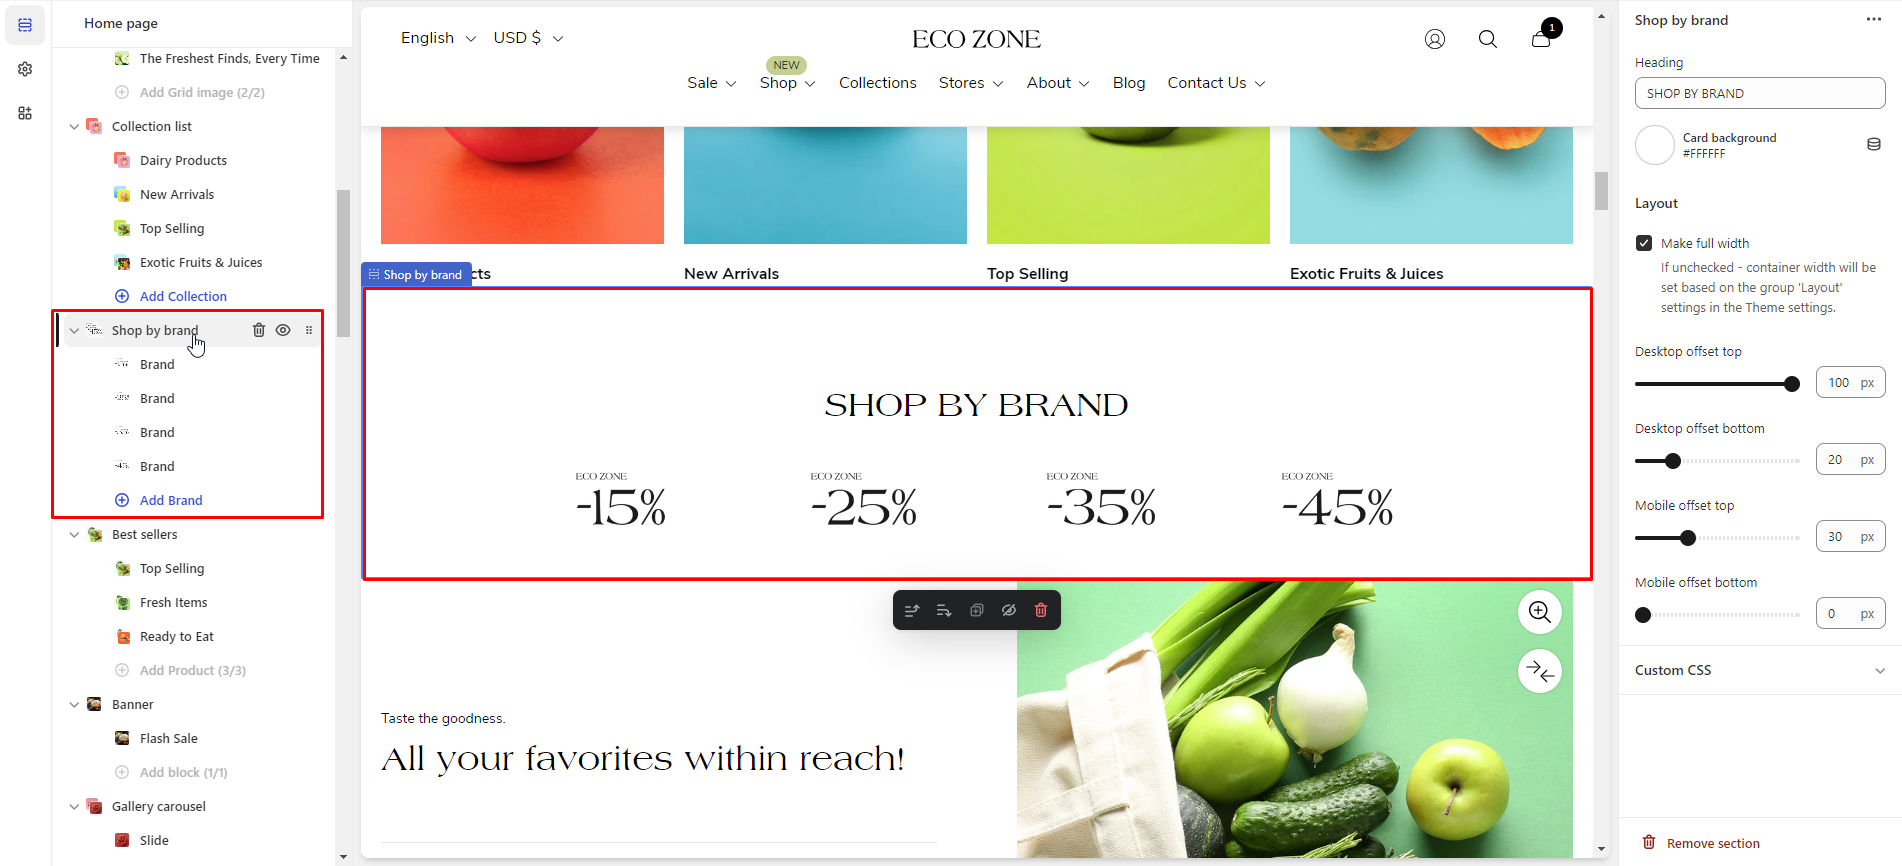 Home page
The Freshest Finds, Every Time
Add Grid image (2/2)
Collection list
Dairy Products
New Arrivals
Top Selling
Exotic Fruits & Juices
Add Collection
Shop by brand
Brand
Brand
Brand
Brand
Add Brand
Best sellers
Top Selling
Fresh Items
Ready to Eat
Add Product (3/3)
Banner
Flash Sale
Add block (1/1)
Gallery carousel
Slide
English USD $
ECO ZONE
1
NEW
Sale Shop Collections Stores About Blog Contact Us
Shop by brand
cts New Arrivals Top Selling Exotic Fruits & Juices
SHOP BY BRAND
ECO ZONE ECO ZONE ECO ZONE ECO ZONE
-15% -25% -35% -45%
Taste the goodness.
All your favorites within reach!
Shop by brand
Heading
SHOP BY BRAND
Card background
#FFFFFF
Layout
Make full width
If unchecked - container width will be
set based on the group 'Layout'
settings in the Theme settings.
Desktop offset top
100 px
Desktop offset bottom
20 px
Mobile offset top
30 px
Mobile offset bottom
0 px
Custom CSS
Remove section